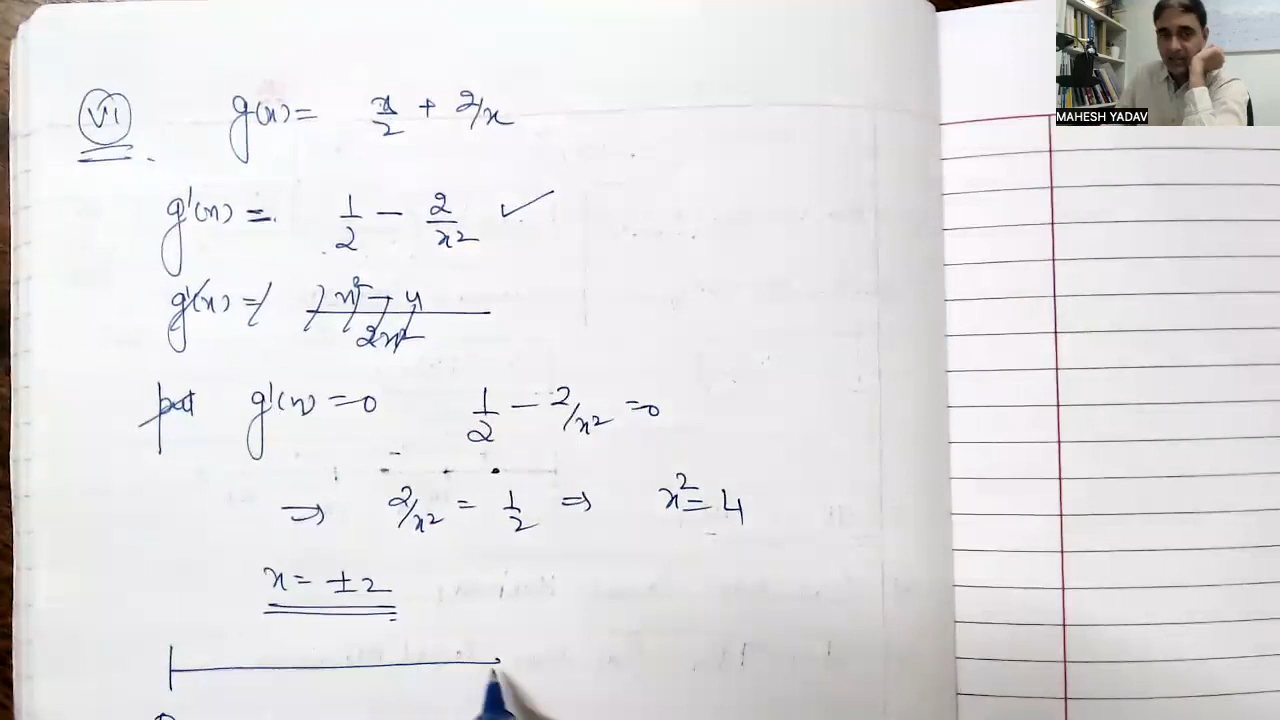 VI g(x) = x/2 + 2/x
g'(x) = 1/2 - 2/x² ✓
g'(x) = x² - 4 / 2x²
put g'(x) = 0 1/2 - 2/x² = 0
⇒ 2/x² = 1/2 ⇒ x² = 4
x = ±2
MAHESH YADAV